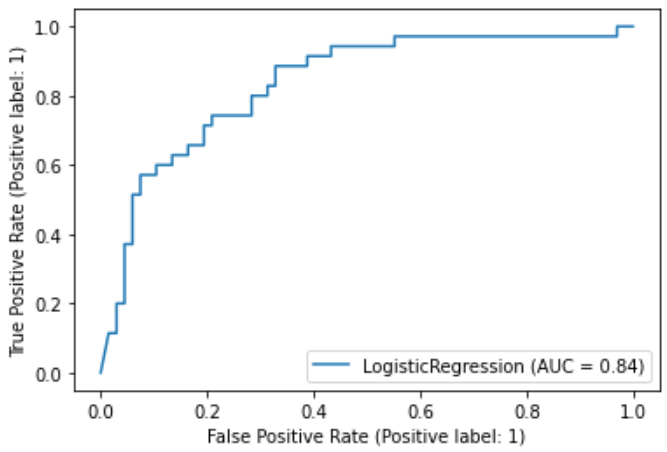 True Positive Rate (Positive label: 1)
1.0
0.8
0.6
0.4
0.2
0.0
LogisticRegression (AUC = 0.84)
0.0 0.2 0.4 0.6 0.8 1.0
False Positive Rate (Positive label: 1)